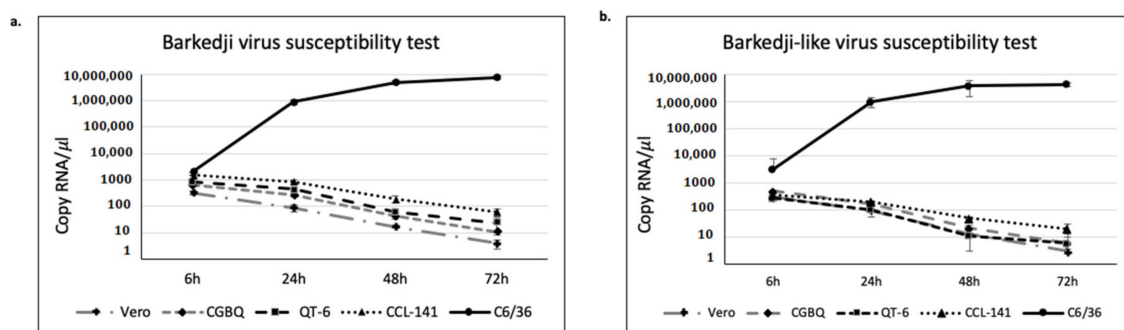 a.
Barkedji virus susceptibility test
Copy RNA/µl
10,000,000
1,000,000
100,000
10,000
1000
100
10
1
6h 24h 48h 72h
Vero CGBQ QT-6 CCL-141 C6/36
b.
Barkedji-like virus susceptibility test
Copy RNA/µl
10,000,000
1,000,000
100,000
10,000
1000
100
10
1
6h 24h 48h 72h
Vero CGBQ QT-6 CCL-141 C6/36